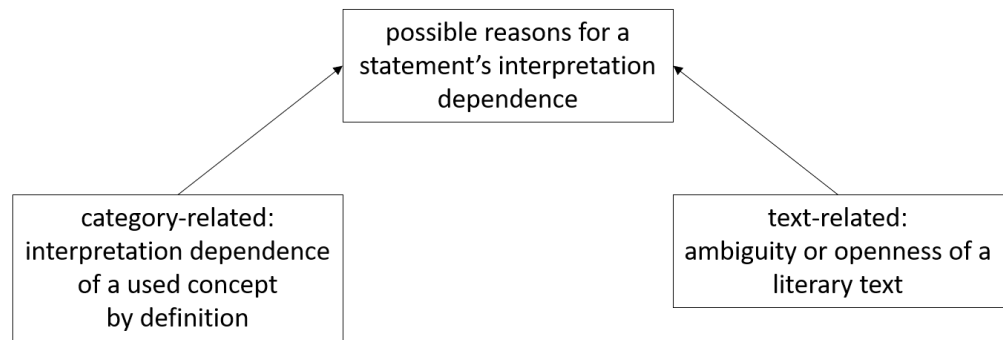 possible reasons for a
statement's interpretation
dependence
category-related:
interpretation dependence
of a used concept
by definition
text-related:
ambiguity or openness of a
literary text